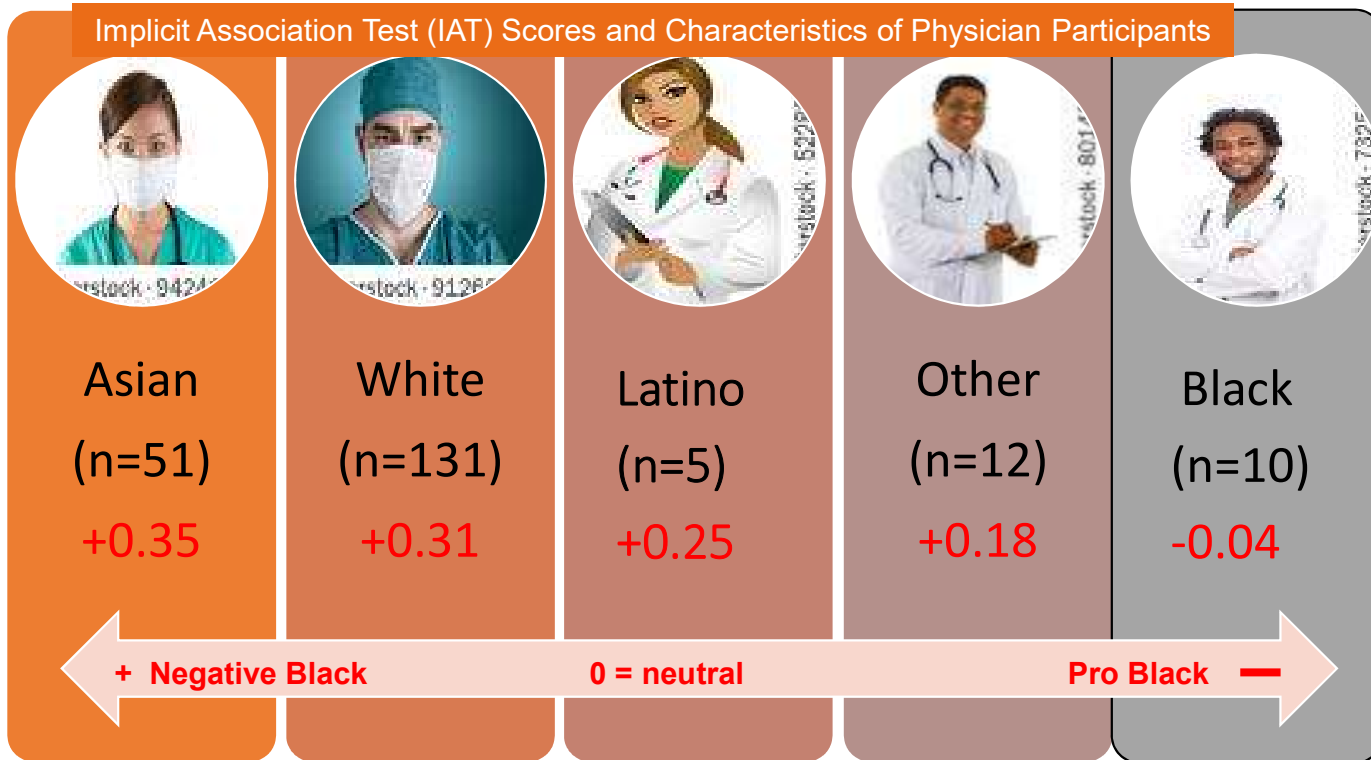 Implicit Association Test (IAT) Scores and Characteristics of Physician Participants
Asian
(n=51)
+0.35
White
(n=131)
+0.31
Latino
(n=5)
+0.25
Other
(n=12)
+0.18
Black
(n=10)
-0.04
+ Negative Black
0 = neutral
Pro Black —